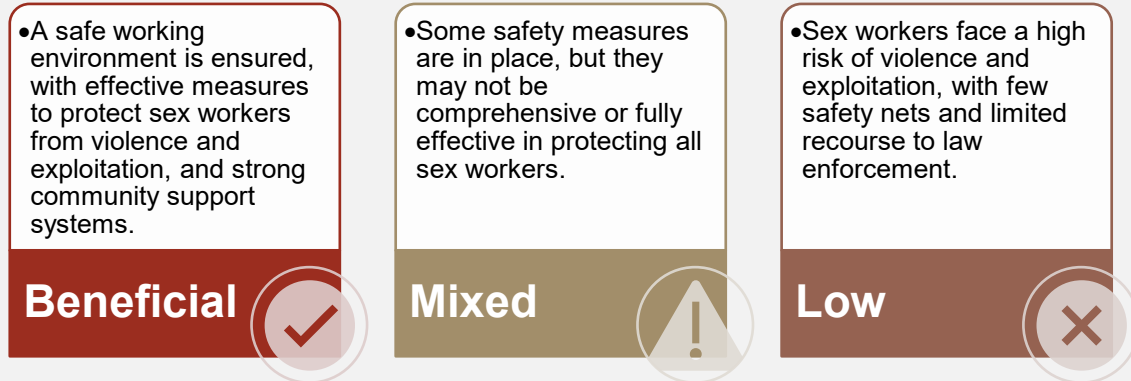 •A safe working
environment is ensured,
with effective measures
to protect sex workers
from violence and
exploitation, and strong
community support
systems.
Beneficial
•Some safety measures
are in place, but they
may not be
comprehensive or fully
effective in protecting all
sex workers.
Mixed
•Sex workers face a high
risk of violence and
exploitation, with few
safety nets and limited
recourse to law
enforcement.
Low